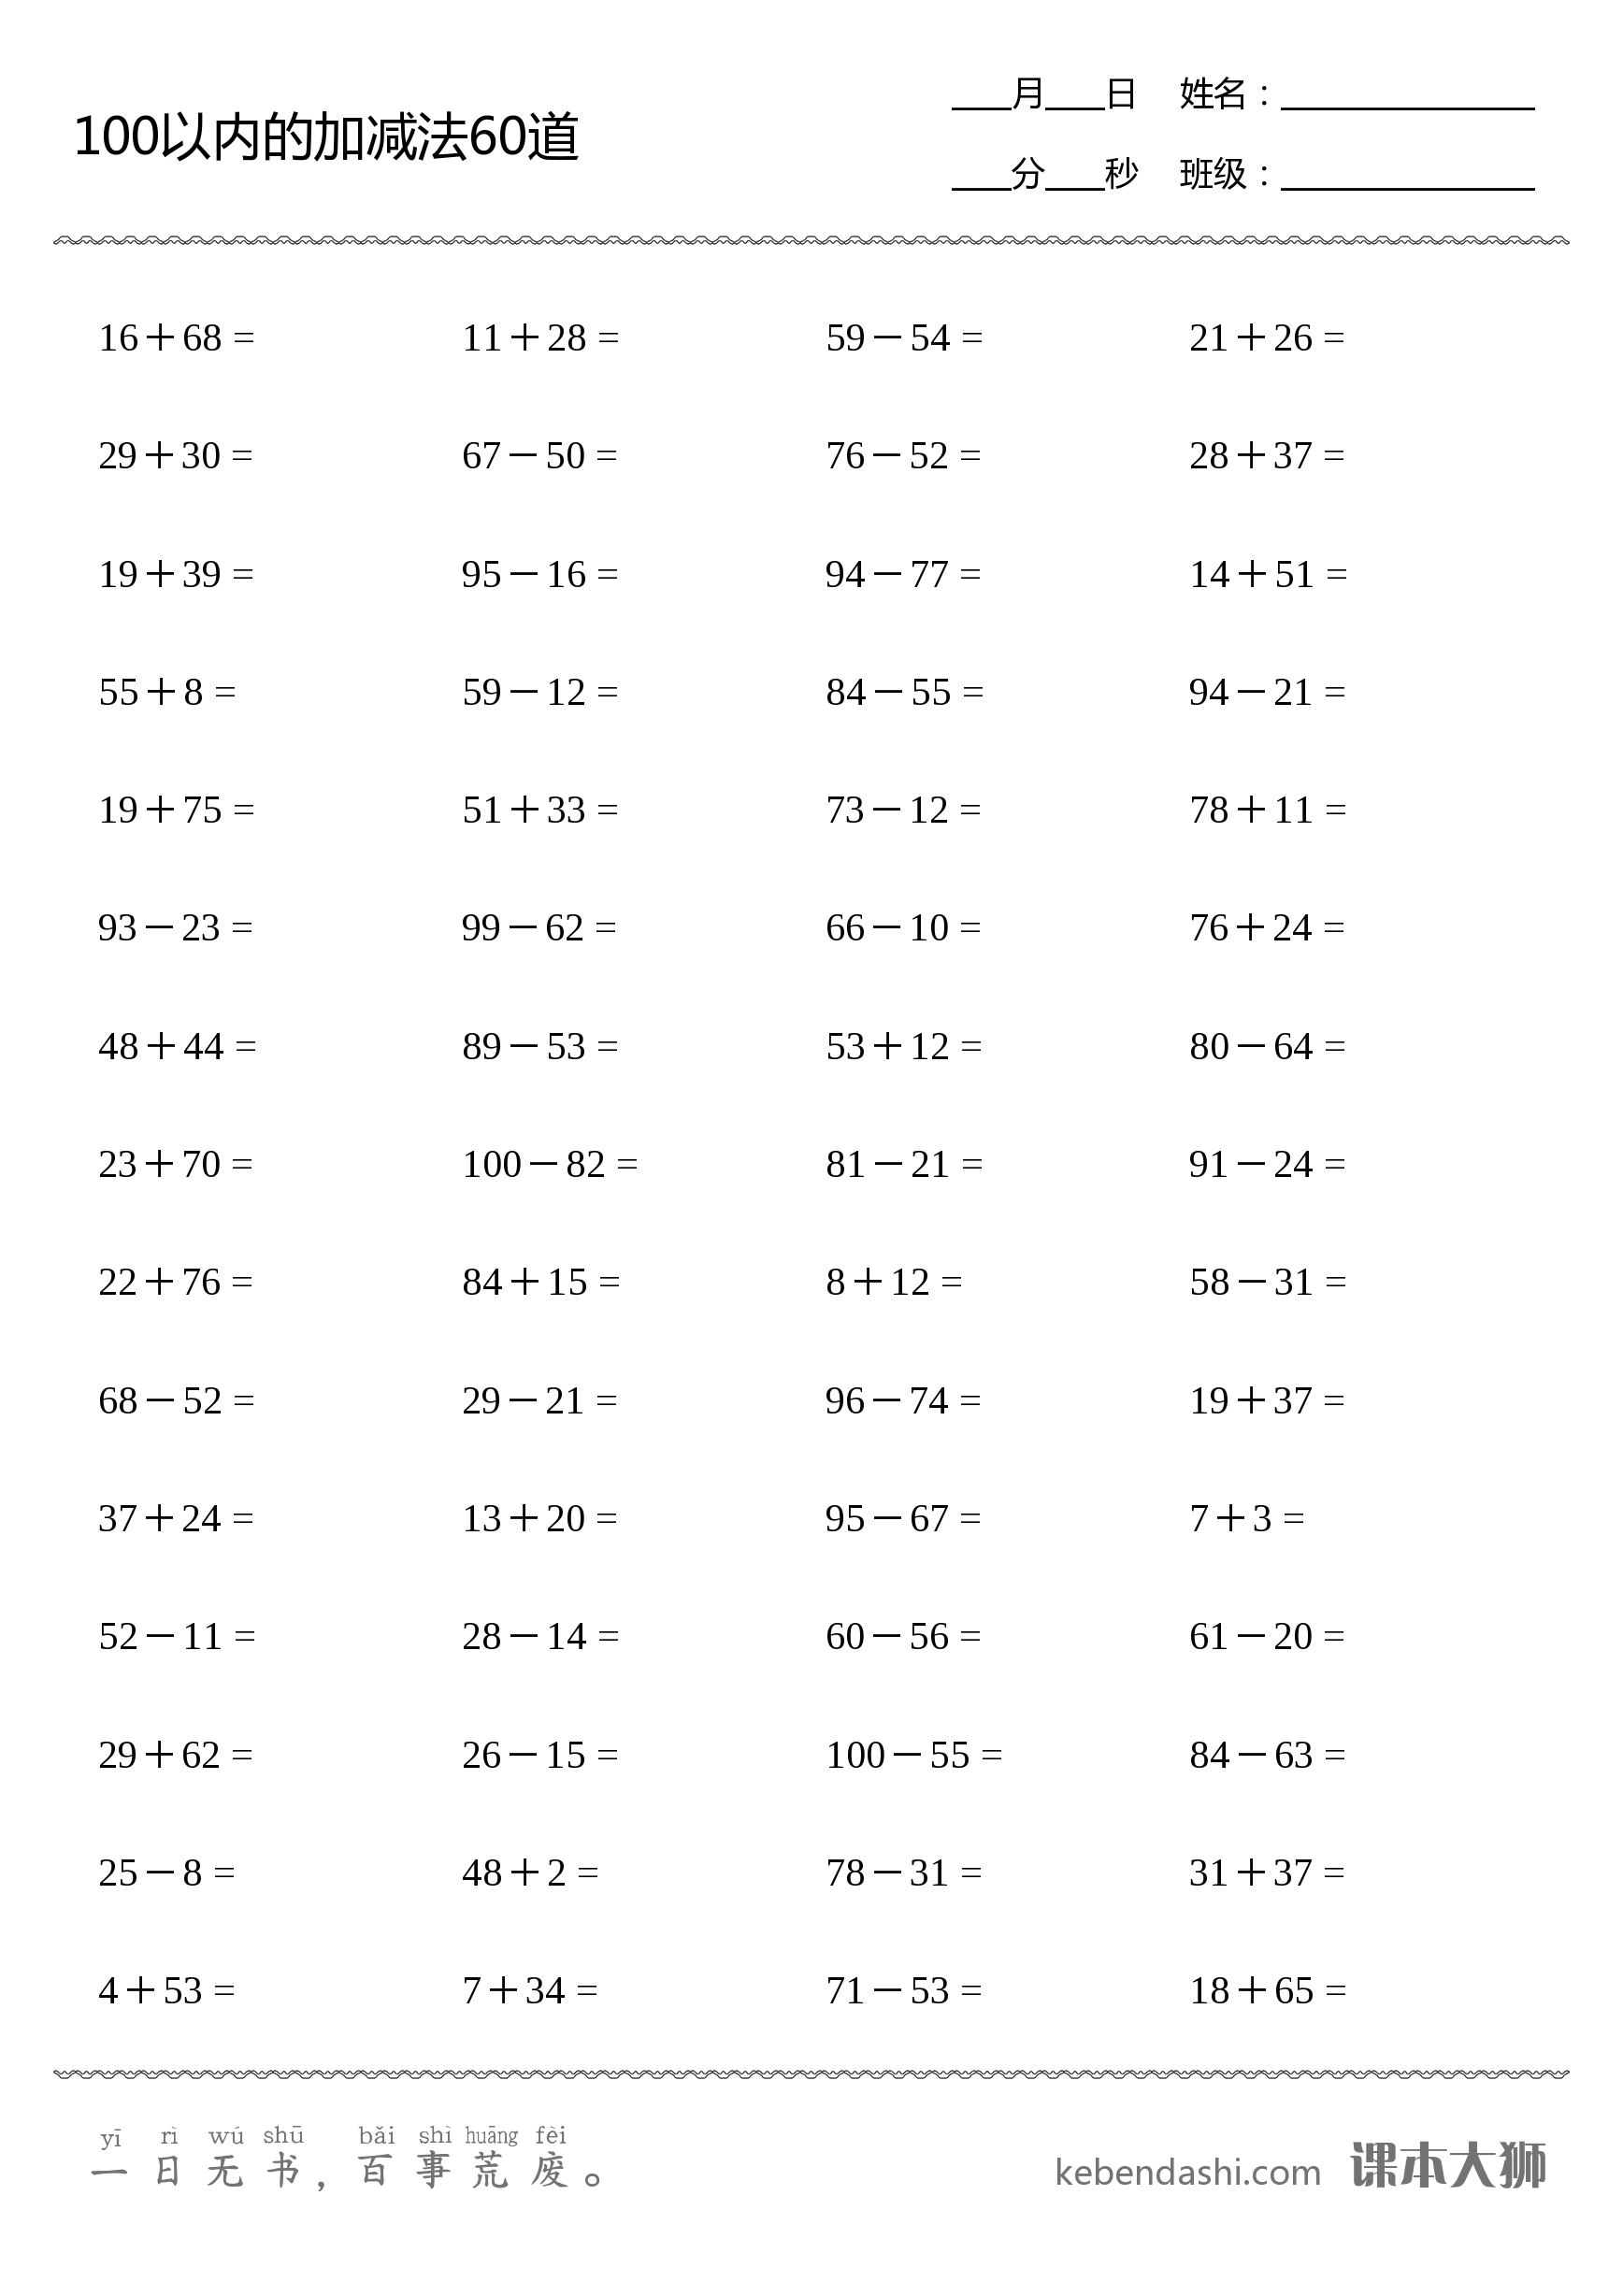 100以内的加减法60道
___月___日 姓名：____________
___分___秒 班级：____________
16+68= 11+28= 59-54= 21+26=
29+30= 67-50= 76-52= 28+37=
19+39= 95-16= 94-77= 14+51=
55+8= 59-12= 84-55= 94-21=
19+75= 51+33= 73-12= 78+11=
93-23= 99-62= 66-10= 76+24=
48+44= 89-53= 53+12= 80-64=
23+70= 100-82= 81-21= 91-24=
22+76= 84+15= 8+12= 58-31=
68-52= 29-21= 96-74= 19+37=
37+24= 13+20= 95-67= 7+3=
52-11= 28-14= 60-56= 61-20=
29+62= 26-15= 100-55= 84-63=
25-8= 48+2= 78-31= 31+37=
4+53= 7+34= 71-53= 18+65=
yī rì wú shū bǎi shì huāng fèi
一日无书，百事荒废。
kebendashi.com 课本大狮